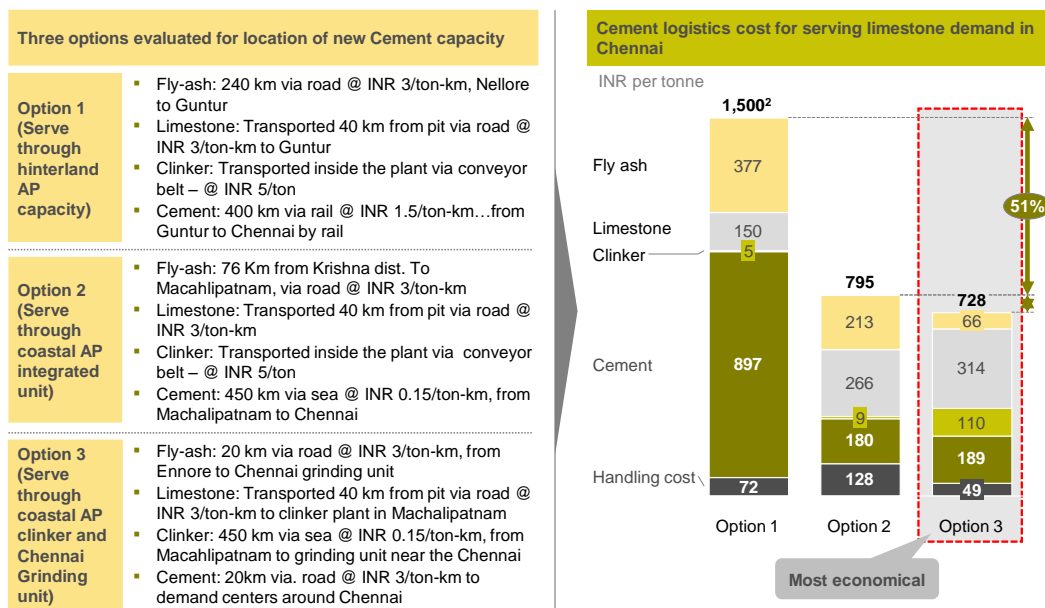 Three options evaluated for location of new Cement capacity
Option 1
(Serve
through
hinterland
AP
capacity)
▪ Fly-ash: 240 km via road @ INR 3/ton-km, Nellore
to Guntur
▪ Limestone: Transported 40 km from pit via road @
INR 3/ton-km to Guntur
▪ Clinker: Transported inside the plant via conveyor
belt – @ INR 5/ton
▪ Cement: 400 km via rail @ INR 1.5/ton-km…from
Guntur to Chennai by rail
Option 2
(Serve
through
coastal AP
integrated
unit)
▪ Fly-ash: 76 Km from Krishna dist. To
Macahlipatnam, via road @ INR 3/ton-km
▪ Limestone: Transported 40 km from pit via road @
INR 3/ton-km
▪ Clinker: Transported inside the plant via conveyor
belt – @ INR 5/ton
▪ Cement: 450 km via sea @ INR 0.15/ton-km, from
Machalipatnam to Chennai
Option 3
(Serve
through
coastal AP
clinker and
Chennai
Grinding
unit)
▪ Fly-ash: 20 km via road @ INR 3/ton-km, from
Ennore to Chennai grinding unit
▪ Limestone: Transported 40 km from pit via road @
INR 3/ton-km to clinker plant in Machalipatnam
▪ Clinker: 450 km via sea @ INR 0.15/ton-km, from
Macahlipatnam to grinding unit near the Chennai
▪ Cement: 20km via. road @ INR 3/ton-km to
demand centers around Chennai
Cement logistics cost for serving limestone demand in
Chennai
INR per tonne
1,500²
Fly ash
377
Limestone
150
Clinker
5
Cement
897
Handling cost
72
Option 1
795
213
266
9
180
128
Option 2
51%
728
66
314
110
189
49
Option 3
Most economical